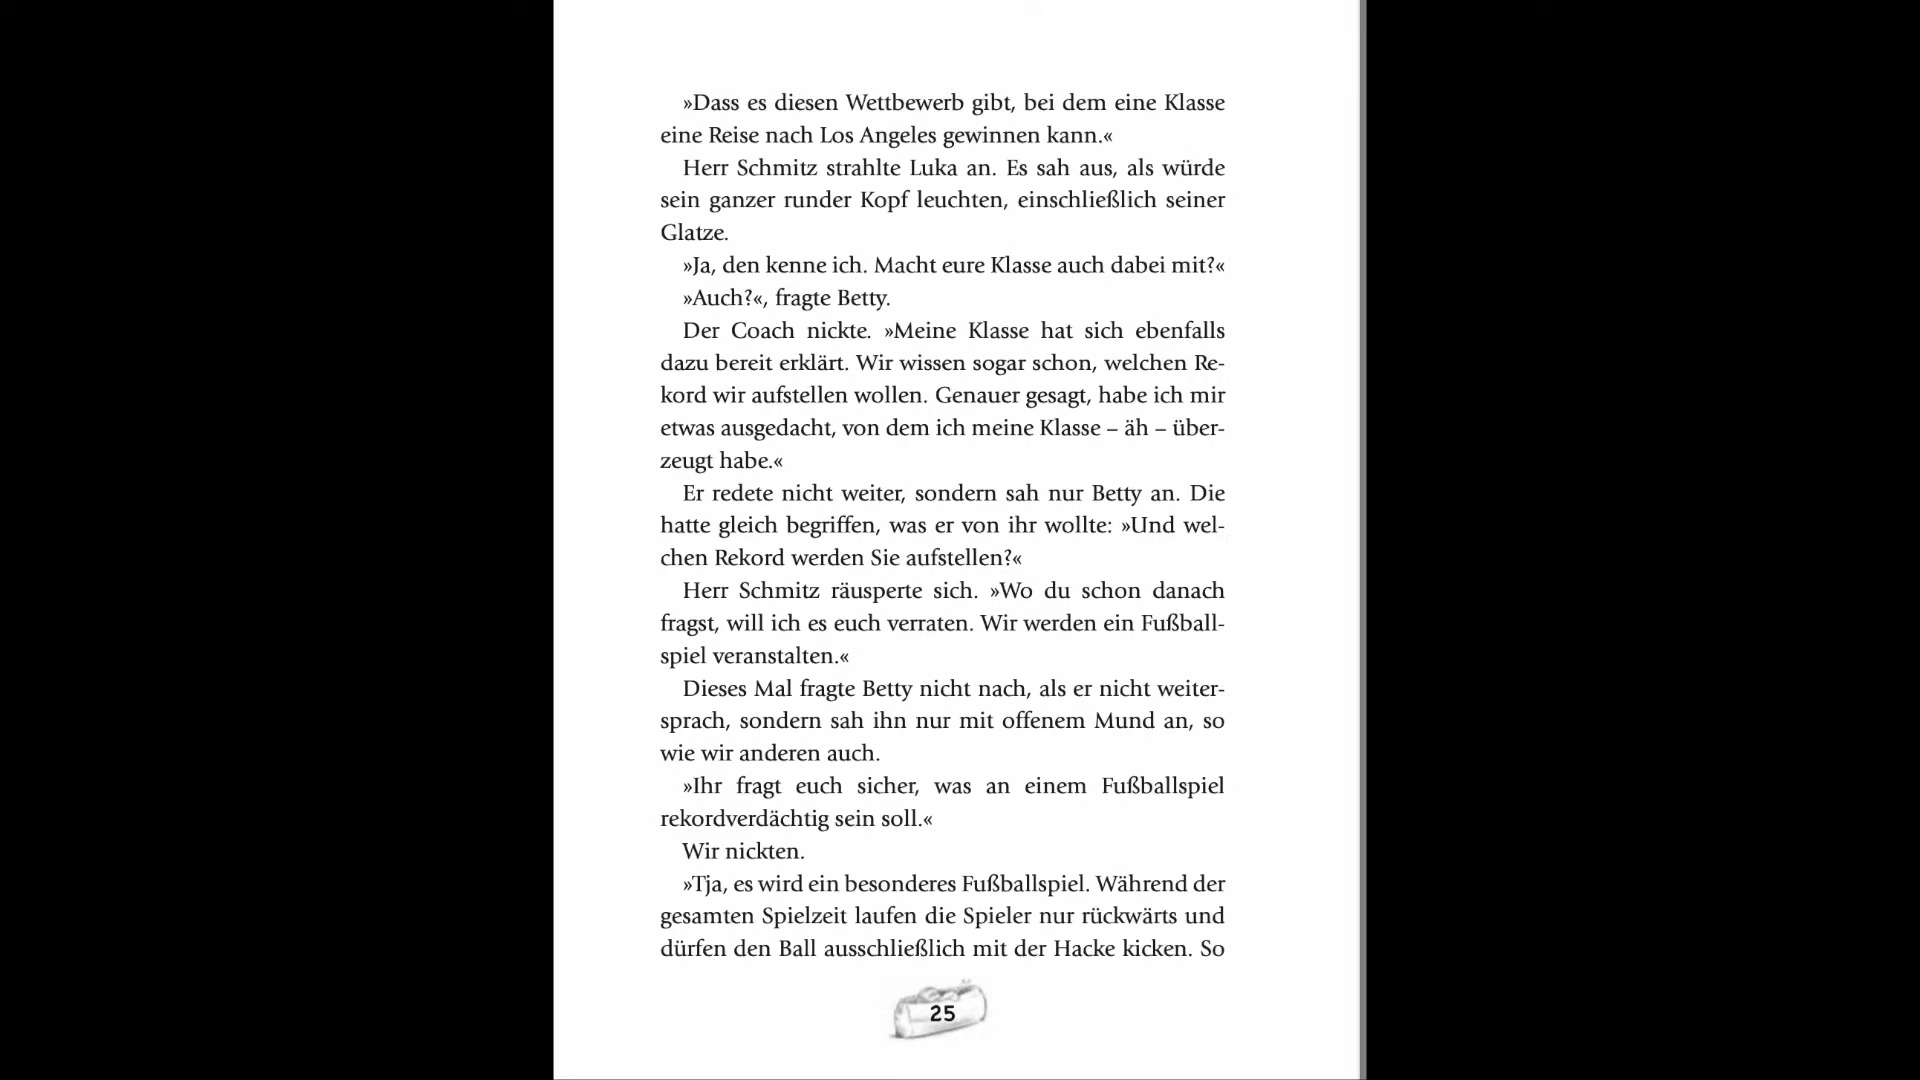 »Dass es diesen Wettbewerb gibt, bei dem eine Klasse
eine Reise nach Los Angeles gewinnen kann.«
Herr Schmitz strahlte Luka an. Es sah aus, als würde
sein ganzer runder Kopf leuchten, einschließlich seiner
Glatze.
»Ja, den kenne ich. Macht eure Klasse auch dabei mit?«
»Auch?«, fragte Betty.
Der Coach nickte. »Meine Klasse hat sich ebenfalls
dazu bereit erklärt. Wir wissen sogar schon, welchen Re-
kord wir aufstellen wollen. Genauer gesagt, habe ich mir
etwas ausgedacht, von dem ich meine Klasse – äh – über-
zeugt habe.«
Er redete nicht weiter, sondern sah nur Betty an. Die
hatte gleich begriffen, was er von ihr wollte: »Und wel-
chen Rekord werden Sie aufstellen?«
Herr Schmitz räusperte sich. »Wo du schon danach
fragst, will ich es euch verraten. Wir werden ein Fußball-
spiel veranstalten.«
Dieses Mal fragte Betty nicht nach, als er nicht weiter-
sprach, sondern sah ihn nur mit offenem Mund an, so
wie wir anderen auch.
»Ihr fragt euch sicher, was an einem Fußballspiel
rekordverdächtig sein soll.«
Wir nickten.
»Tja, es wird ein besonderes Fußballspiel. Während der
gesamten Spielzeit laufen die Spieler nur rückwärts und
dürfen den Ball ausschließlich mit der Hacke kicken. So
25